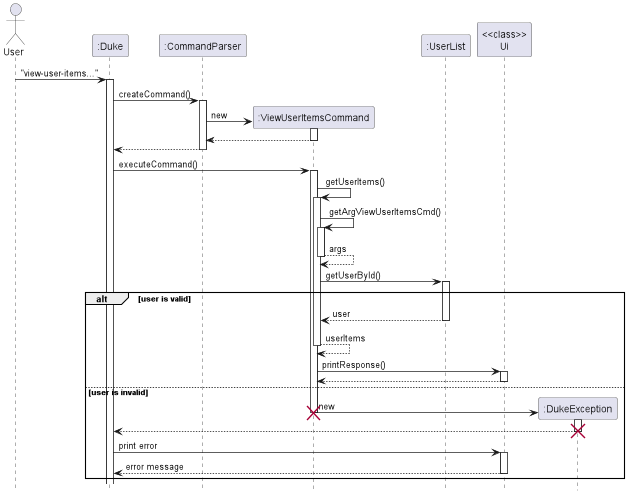 User
:Duke
:CommandParser
:UserList
<<class>>
Ui
"view-user-items..."
createCommand()
new
:ViewUserItemsCommand
executeCommand()
getUserItems()
getArgViewUserItemsCmd()
args
getUserById()
alt
[user is valid]
user
userItems
printResponse()
[user is invalid]
new
:DukeException
print error
error message